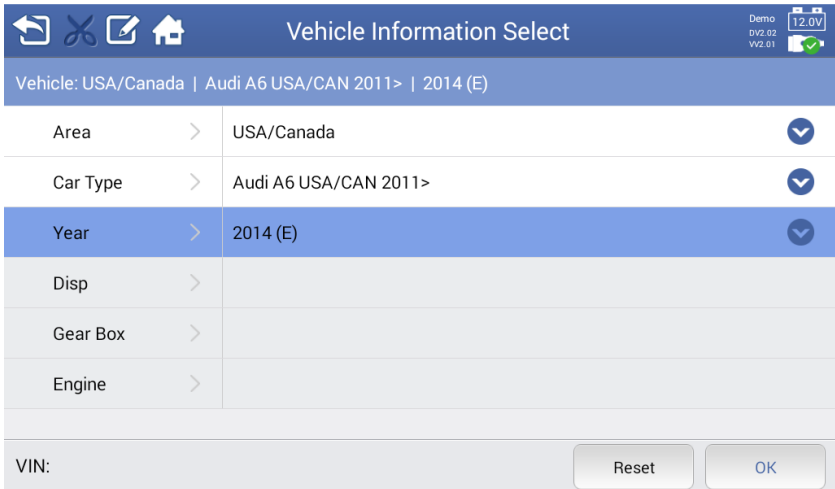 Vehicle Information Select
Demo
DV2.02
VV2.01
12.0V
Vehicle: USA/Canada | Audi A6 USA/CAN 2011> | 2014 (E)
Area USA/Canada
Car Type Audi A6 USA/CAN 2011>
Year 2014 (E)
Disp
Gear Box
Engine
VIN:
Reset OK